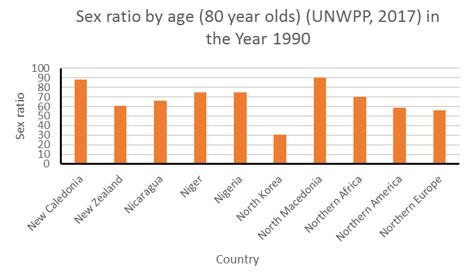 Sex ratio by age (80 year olds) (UNWPP, 2017) in
the Year 1990
Sex ratio
100
90
80
70
60
50
40
30
20
10
0
New Caledonia
New Zealand
Nicaragua
Niger
Nigeria
North Korea
North Macedonia
Northern Africa
Northern America
Northern Europe
Country